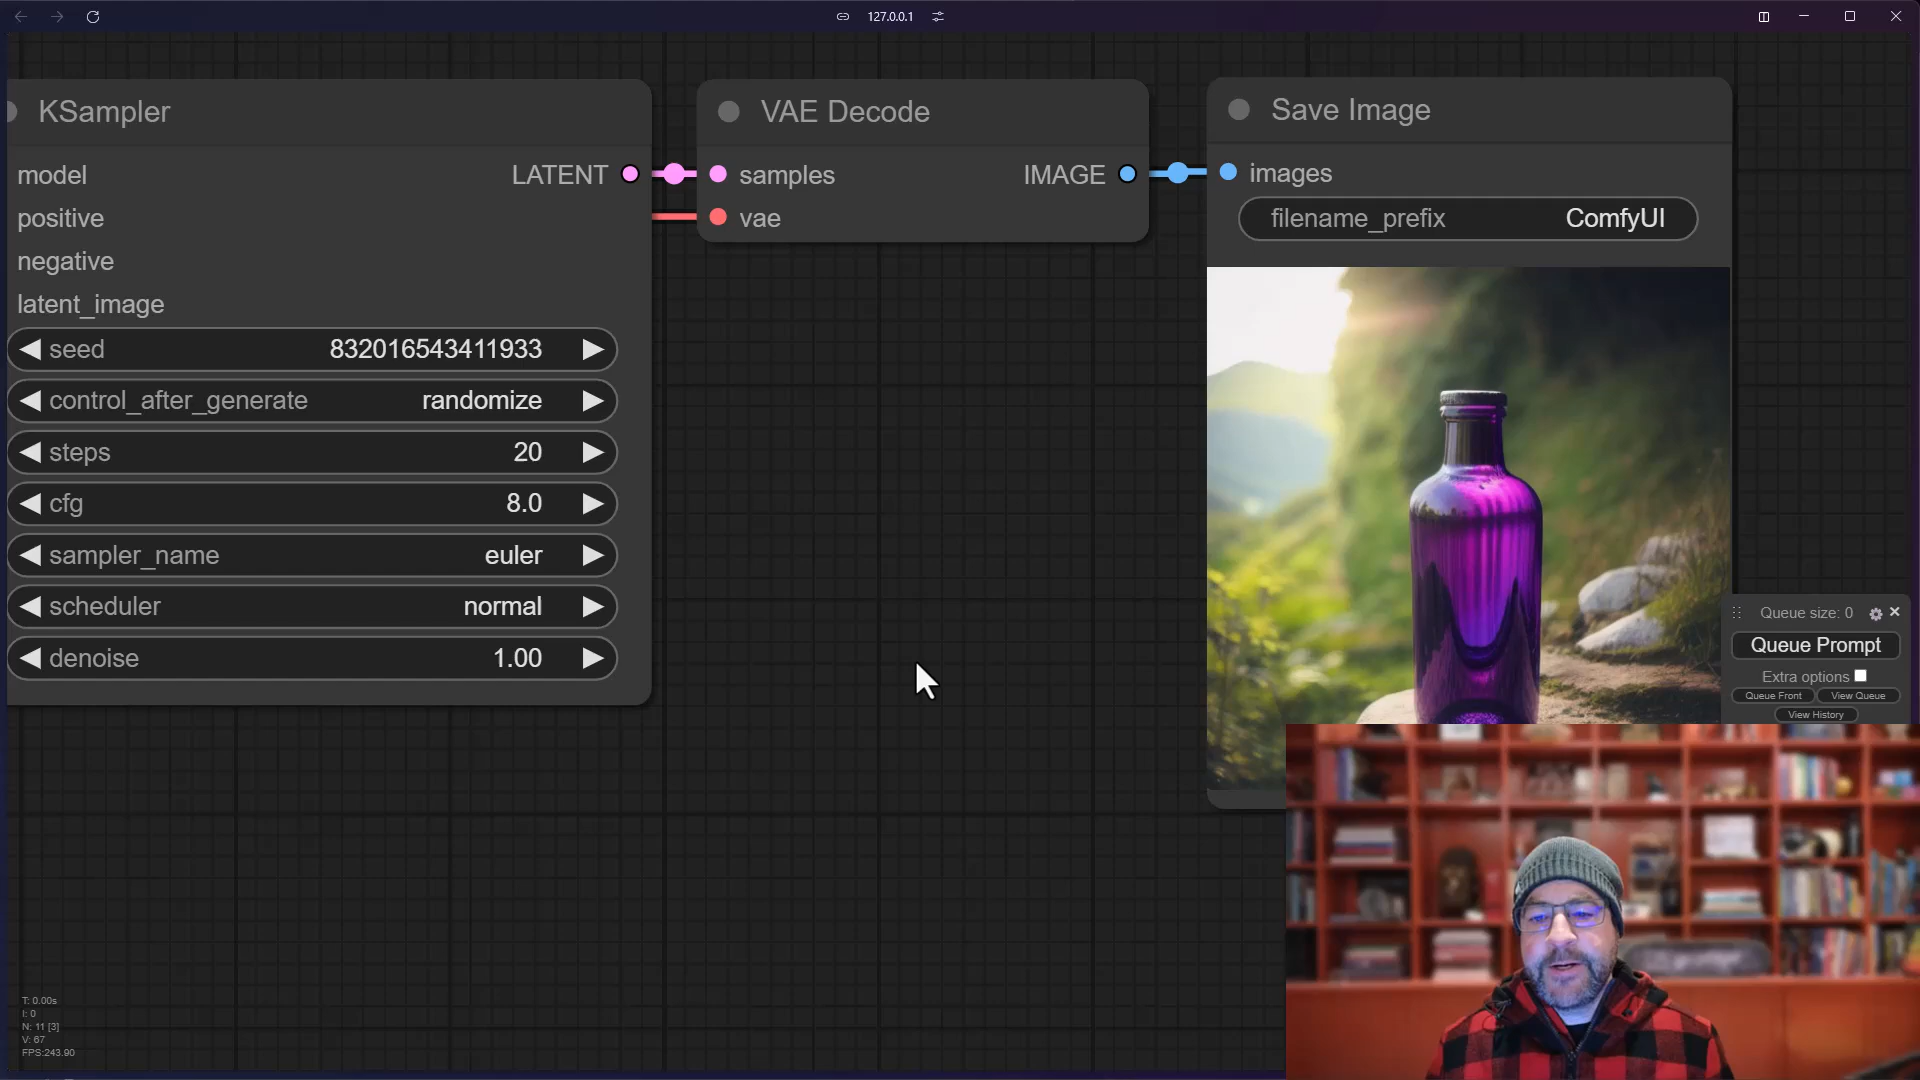 127.0.0.1
KSampler
model
LATENT
positive
negative
latent_image
seed 832016543411933
control_after_generate randomize
steps 20
cfg 8.0
sampler_name euler
scheduler normal
denoise 1.00
VAE Decode
samples
IMAGE
vae
Save Image
images
filename_prefix ComfyUI
Queue size: 0
Queue Prompt
Extra options
Queue Front
View Queue
View History
T: 0.00s
I: 0
N: 11 [3]
V: 67
FPS:243.90